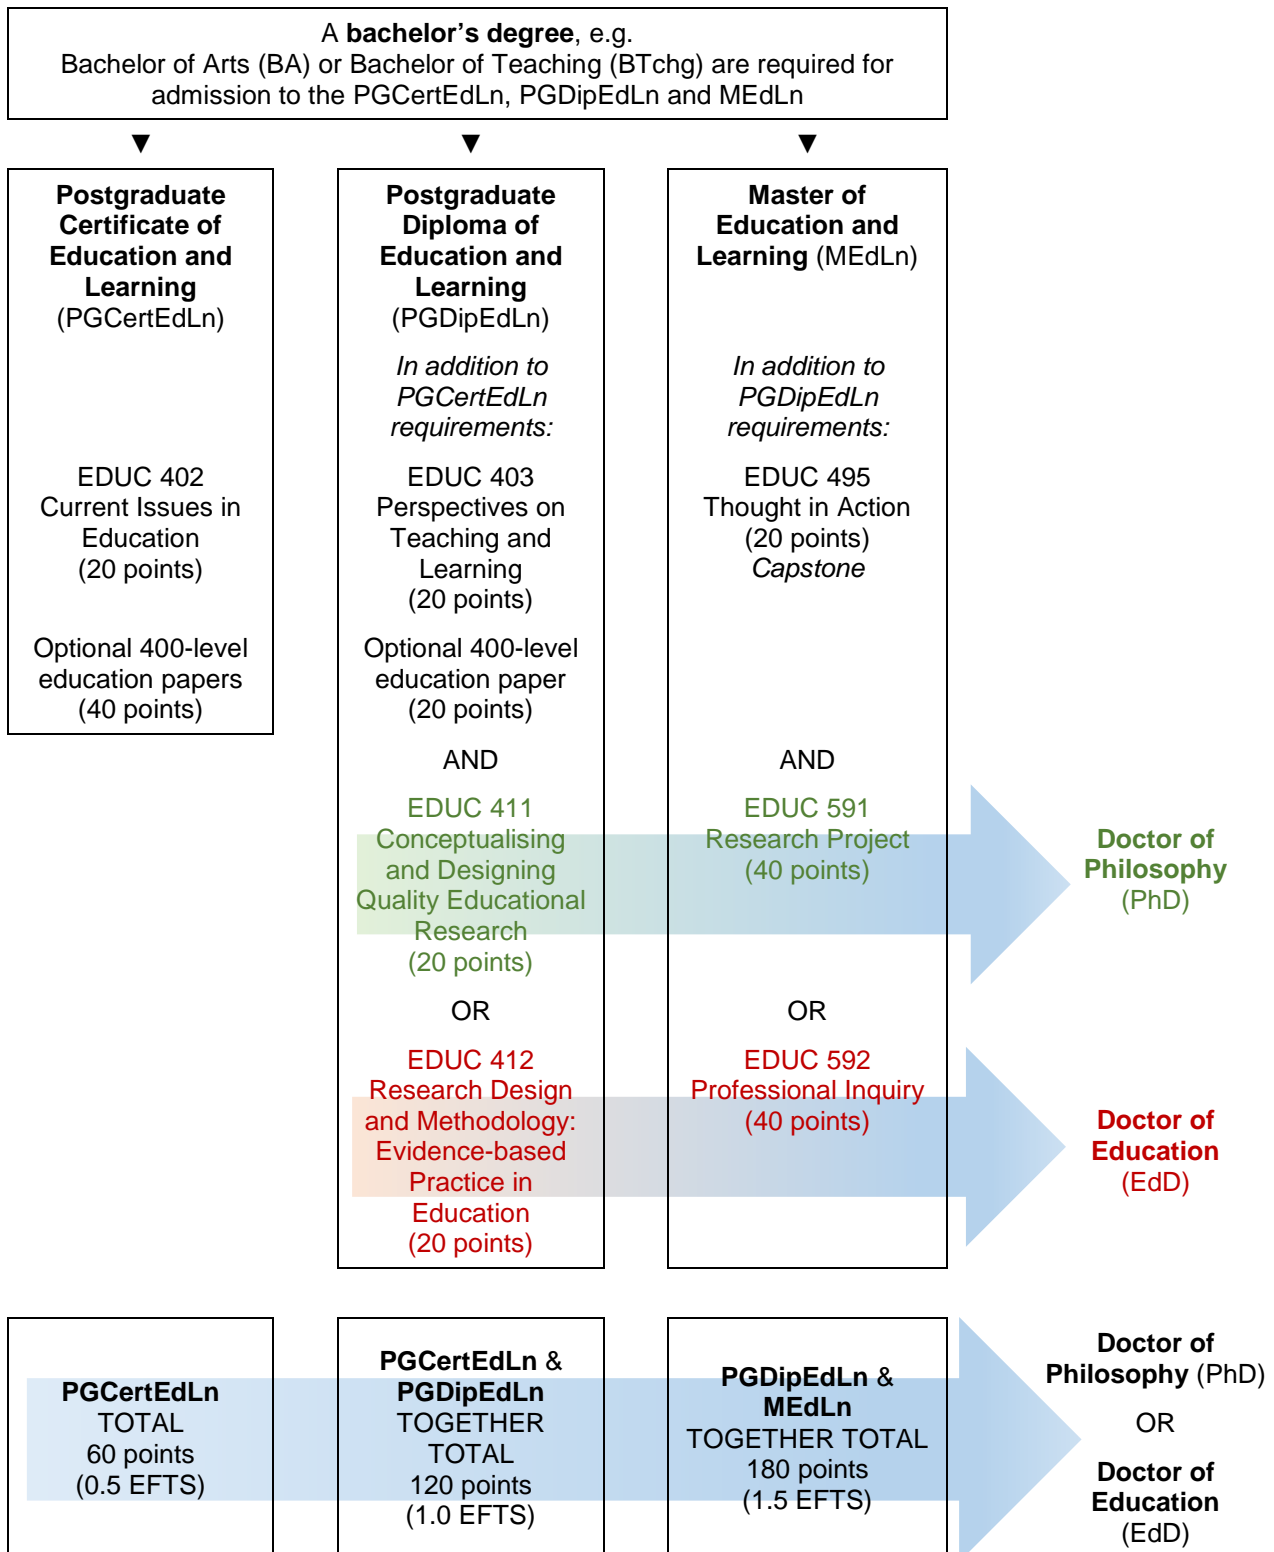 A bachelor’s degree, e.g.
Bachelor of Arts (BA) or Bachelor of Teaching (BTchg) are required for
admission to the PGCertEdLn, PGDipEdLn and MEdLn
Postgraduate
Certificate of
Education and
Learning
(PGCertEdLn)
EDUC 402
Current Issues in
Education
(20 points)
Optional 400-level
education papers
(40 points)
Postgraduate
Diploma of
Education and
Learning
(PGDipEdLn)
In addition to
PGCertEdLn
requirements:
EDUC 403
Perspectives on
Teaching and
Learning
(20 points)
Optional 400-level
education paper
(20 points)
AND
EDUC 411
Conceptualising
and Designing
Quality Educational
Research
(20 points)
OR
EDUC 412
Research Design
and Methodology:
Evidence-based
Practice in
Education
(20 points)
Master of
Education and
Learning (MEdLn)
In addition to
PGDipEdLn
requirements:
EDUC 495
Thought in Action
(20 points)
Capstone
AND
EDUC 591
Research Project
(40 points)
OR
EDUC 592
Professional Inquiry
(40 points)
Doctor of
Philosophy
(PhD)
Doctor of
Education
(EdD)
PGCertEdLn
TOTAL
60 points
(0.5 EFTS)
PGCertEdLn &
PGDipEdLn
TOGETHER
TOTAL
120 points
(1.0 EFTS)
PGDipEdLn &
MEdLn
TOGETHER TOTAL
180 points
(1.5 EFTS)
Doctor of
Philosophy (PhD)
OR
Doctor of
Education
(EdD)